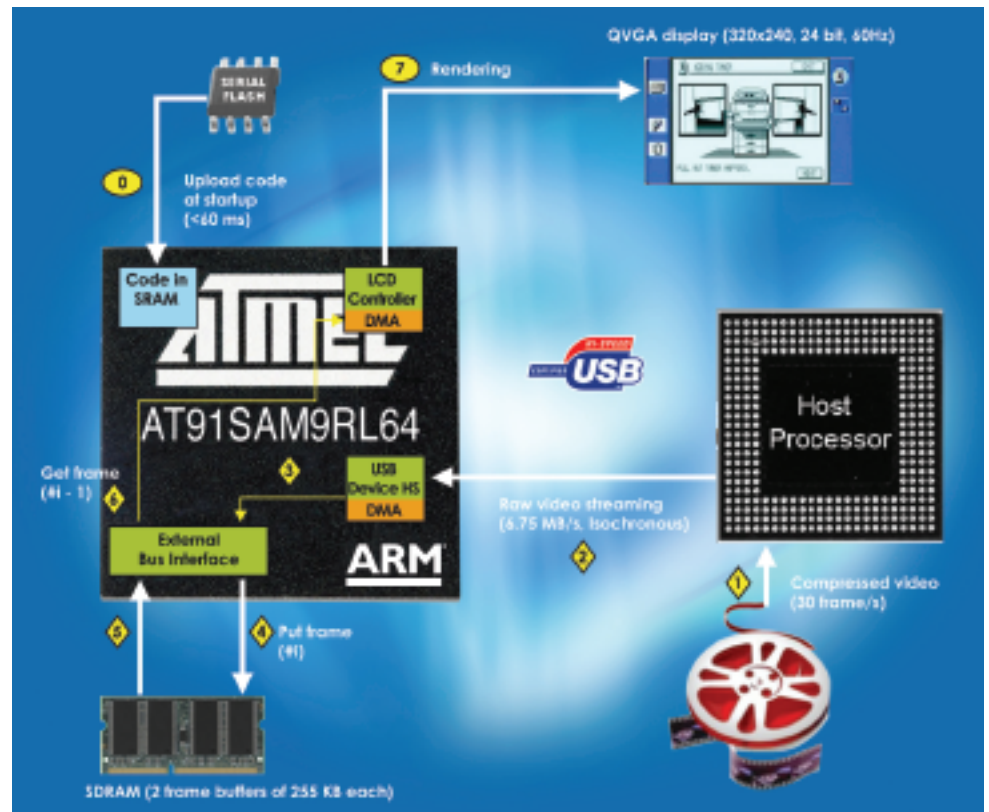 QVGA display (320x240, 24 bit, 60Hz)
7
Rendering
SERIAL
FLASH
0
Upload code
at startup
(<60 ms)
Code in
SRAM
LCD
Controller
DMA
ATMEL
HI-SPEED
CERTIFIED
USB
AT91SAM9RL64
Host
Processor
Get frame
(#i - 1)
6
3
USB
Device HS
DMA
Raw video streaming
(6.75 MB/s, Isochronous)
2
External
Bus Interface
ARM
1
Compressed video
(30 frame/s)
5
4
Put frame
(#i)
SDRAM (2 frame buffers of 255 KB each)